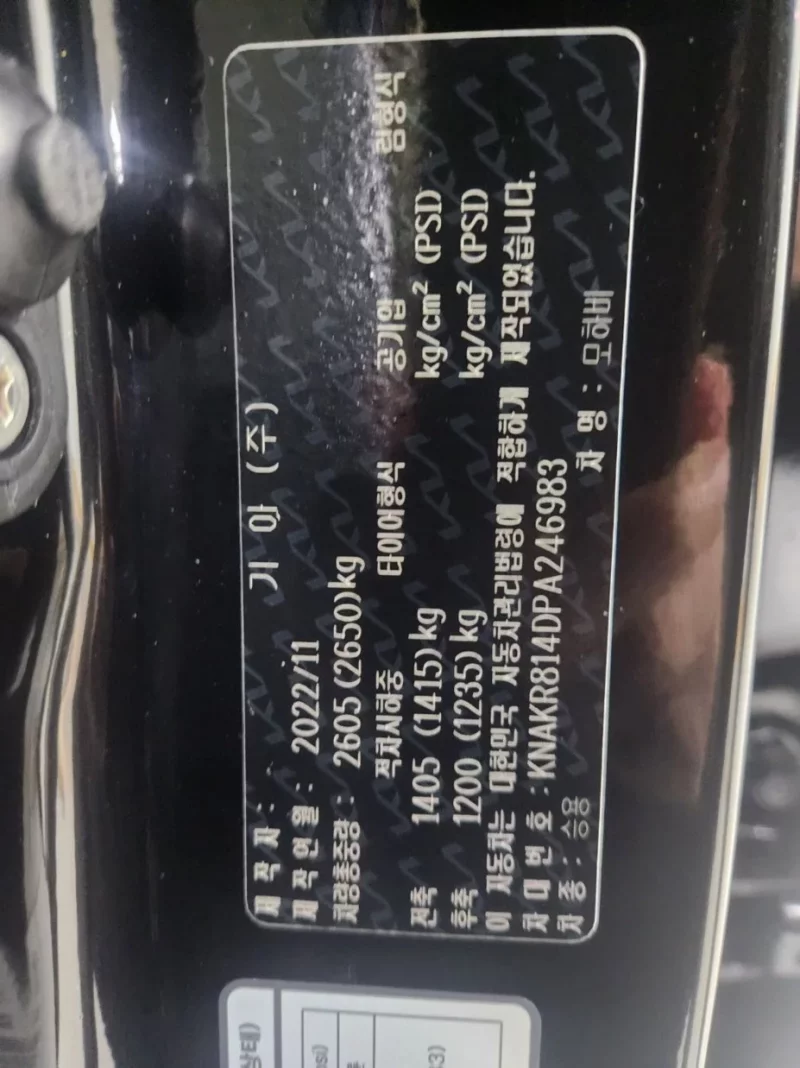 제 작 자 : 기 아 (주)
제 작 연 월 : 2022/11
차량총중량 : 2605 (2650)kg
적차시하중 타이어형식 공기압 림형식
전축 1405 (1415) kg kg/cm² (PSI)
후축 1200 (1235) kg kg/cm² (PSI)
이 자동차는 대한민국 자동차관리법령에 적합하게 제작되었습니다.
차 대 번 호 : KNAKR814DPA246983
차 종 : 승용 차 명 : 모하비